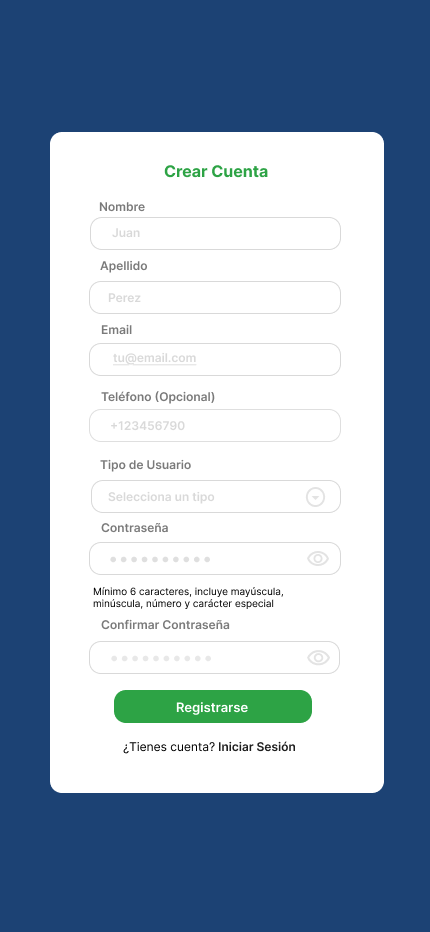 Crear Cuenta
Nombre
Juan
Apellido
Perez
Email
tu@email.com
Teléfono (Opcional)
+123456790
Tipo de Usuario
Selecciona un tipo
Contraseña
Mínimo 6 caracteres, incluye mayúscula,
minúscula, número y carácter especial
Confirmar Contraseña
Registrarse
¿Tienes cuenta? Iniciar Sesión